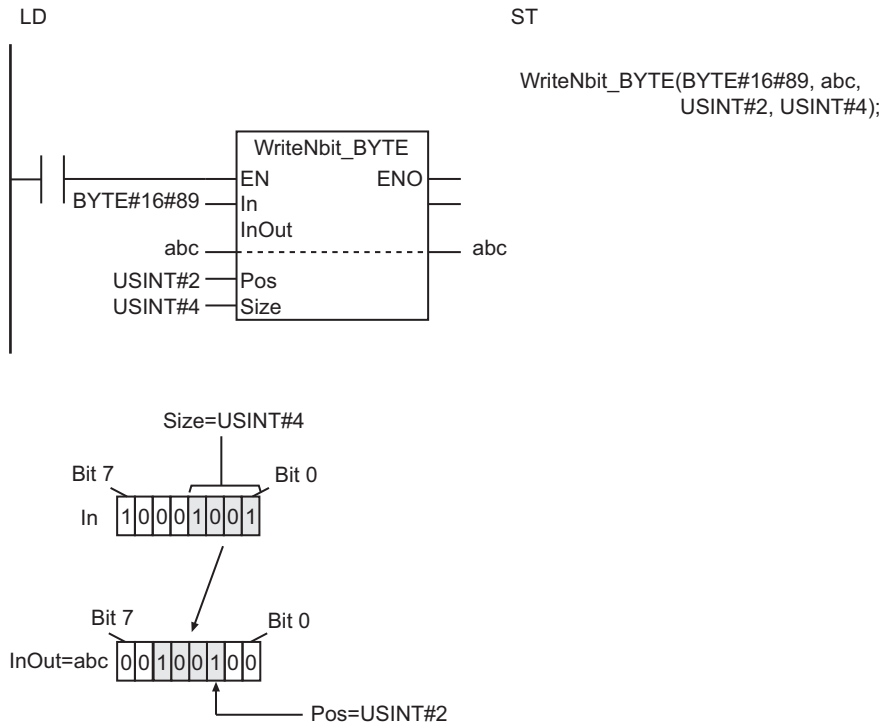 LD
ST
WriteNbit_BYTE(BYTE#16#89, abc,
USINT#2, USINT#4);
WriteNbit_BYTE
EN ENO
BYTE#16#89 In
InOut
abc abc
USINT#2 Pos
USINT#4 Size
Size=USINT#4
Bit 7 Bit 0
In 1 0 0 0 1 0 0 1
Bit 7 Bit 0
InOut=abc 0 0 1 0 0 1 0 0
Pos=USINT#2